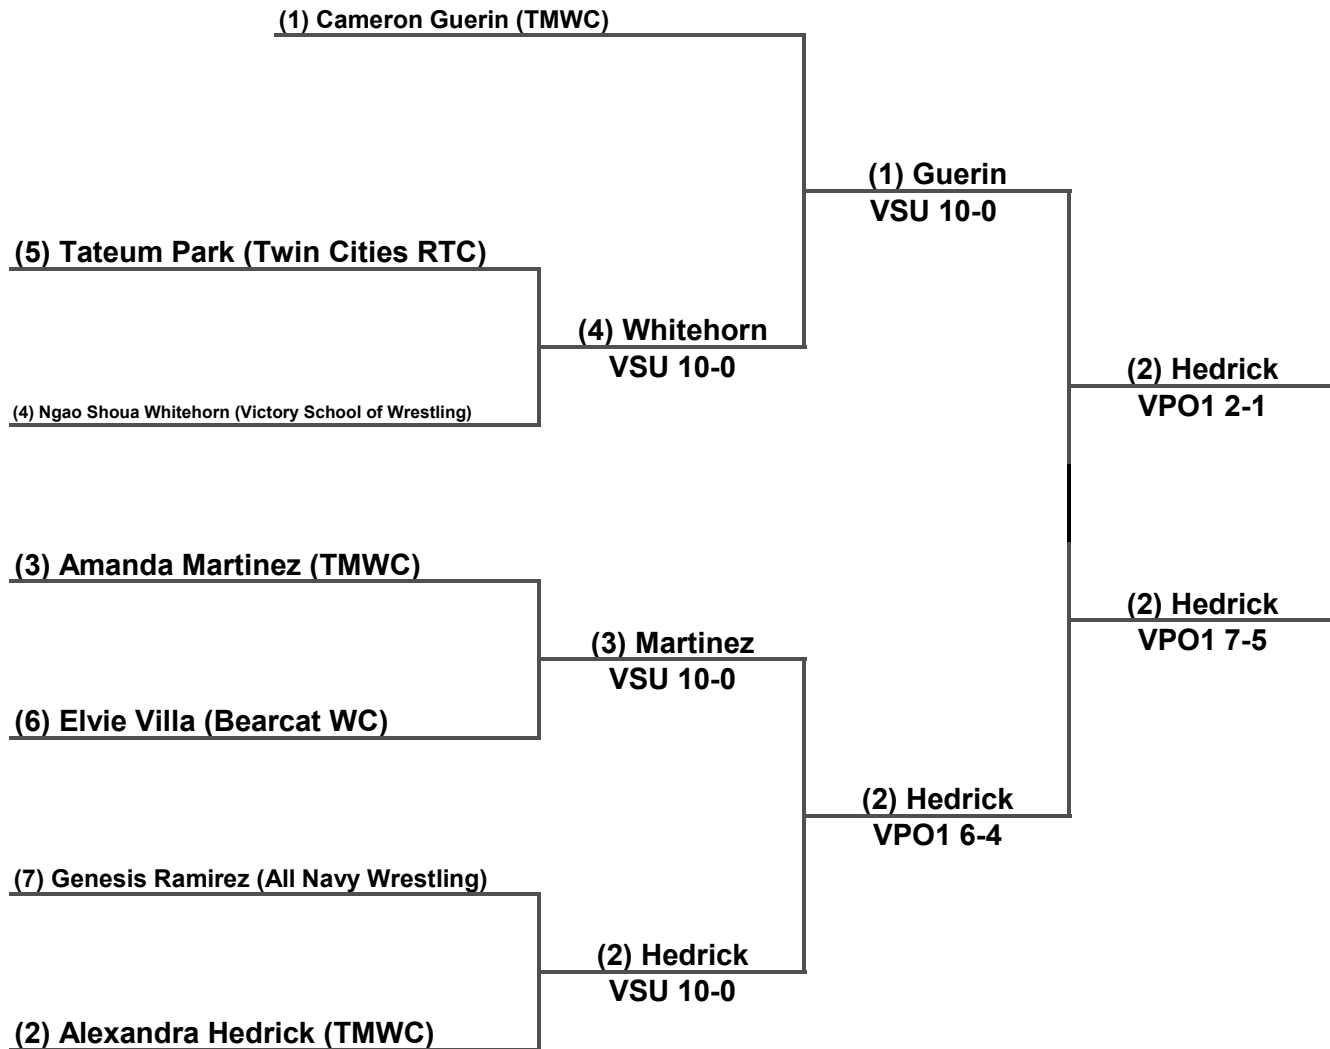 (1) Cameron Guerin (TMWC)
(1) Guerin
VSU 10-0
(5) Tateum Park (Twin Cities RTC)
(4) Whitehorn
VSU 10-0
(2) Hedrick
VPO1 2-1
(4) Ngao Shoua Whitehorn (Victory School of Wrestling)
(3) Amanda Martinez (TMWC)
(2) Hedrick
VPO1 7-5
(3) Martinez
VSU 10-0
(6) Elvie Villa (Bearcat WC)
(2) Hedrick
VPO1 6-4
(7) Genesis Ramirez (All Navy Wrestling)
(2) Hedrick
VSU 10-0
(2) Alexandra Hedrick (TMWC)